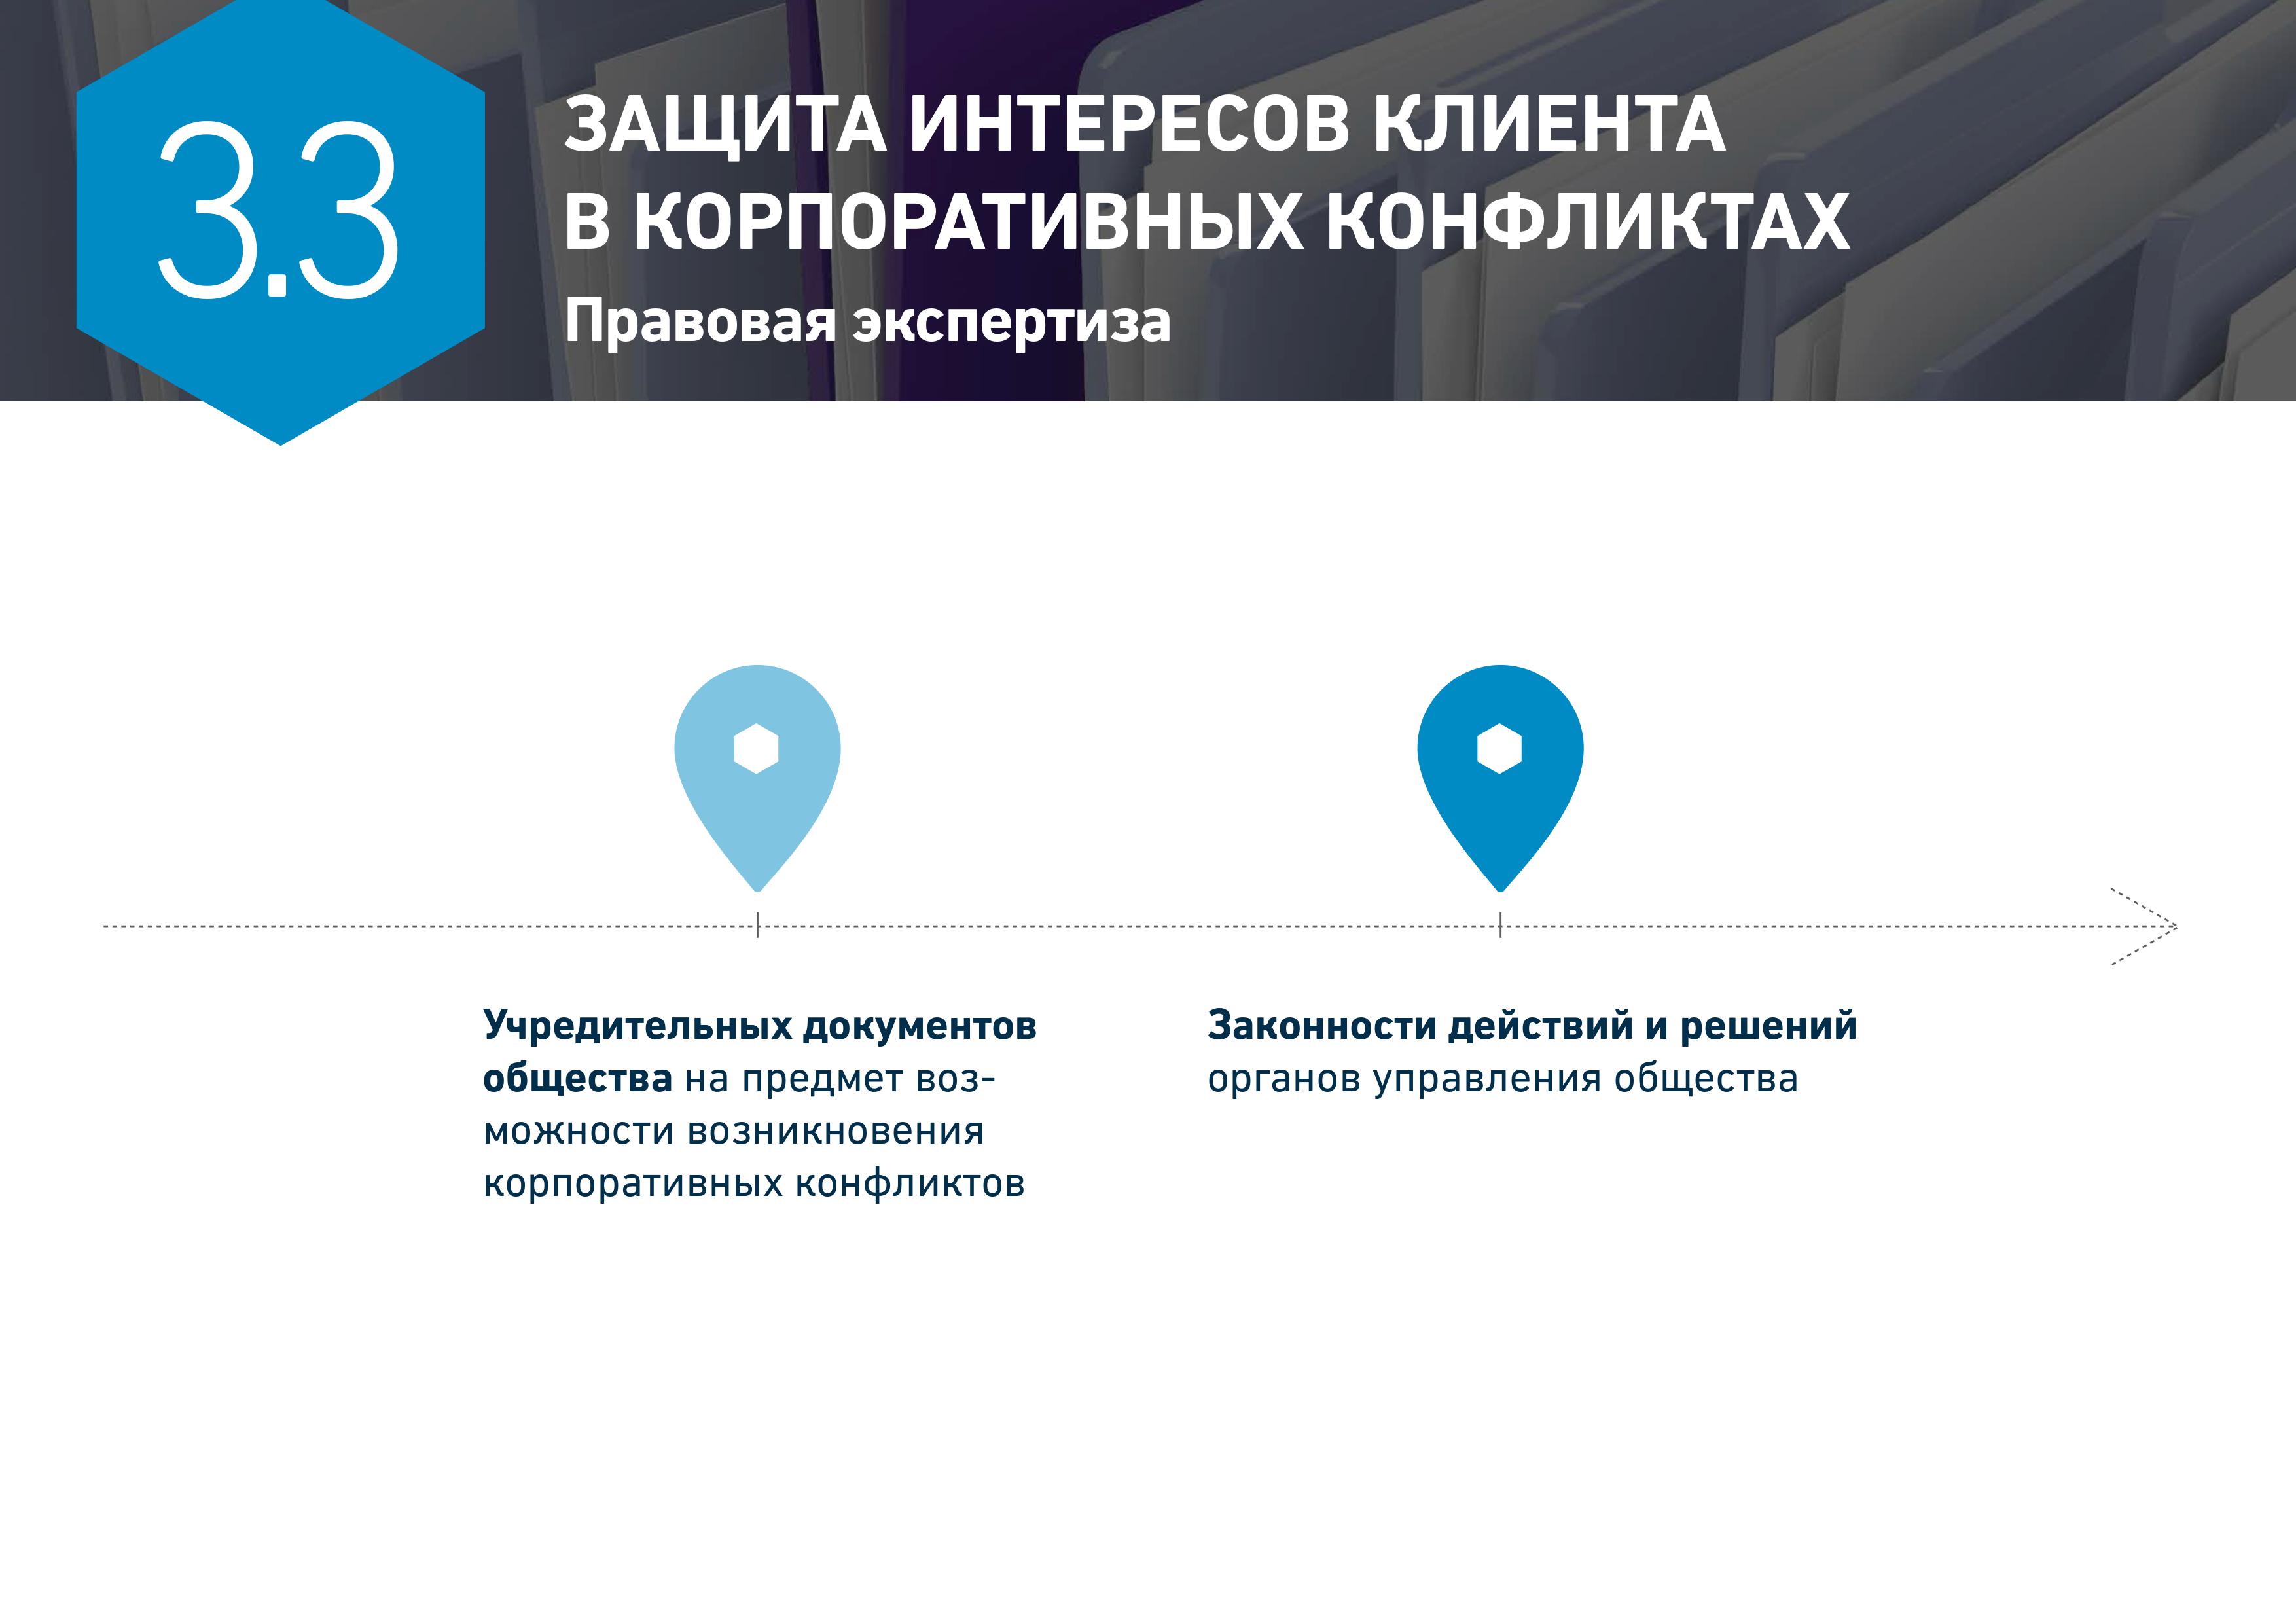 3.3
ЗАЩИТА ИНТЕРЕСОВ КЛИЕНТА
В КОРПОРАТИВНЫХ КОНФЛИКТАХ
Правовая экспертиза
Учредительных документов
общества на предмет воз-
можности возникновения
корпоративных конфликтов
Законности действий и решений
органов управления общества